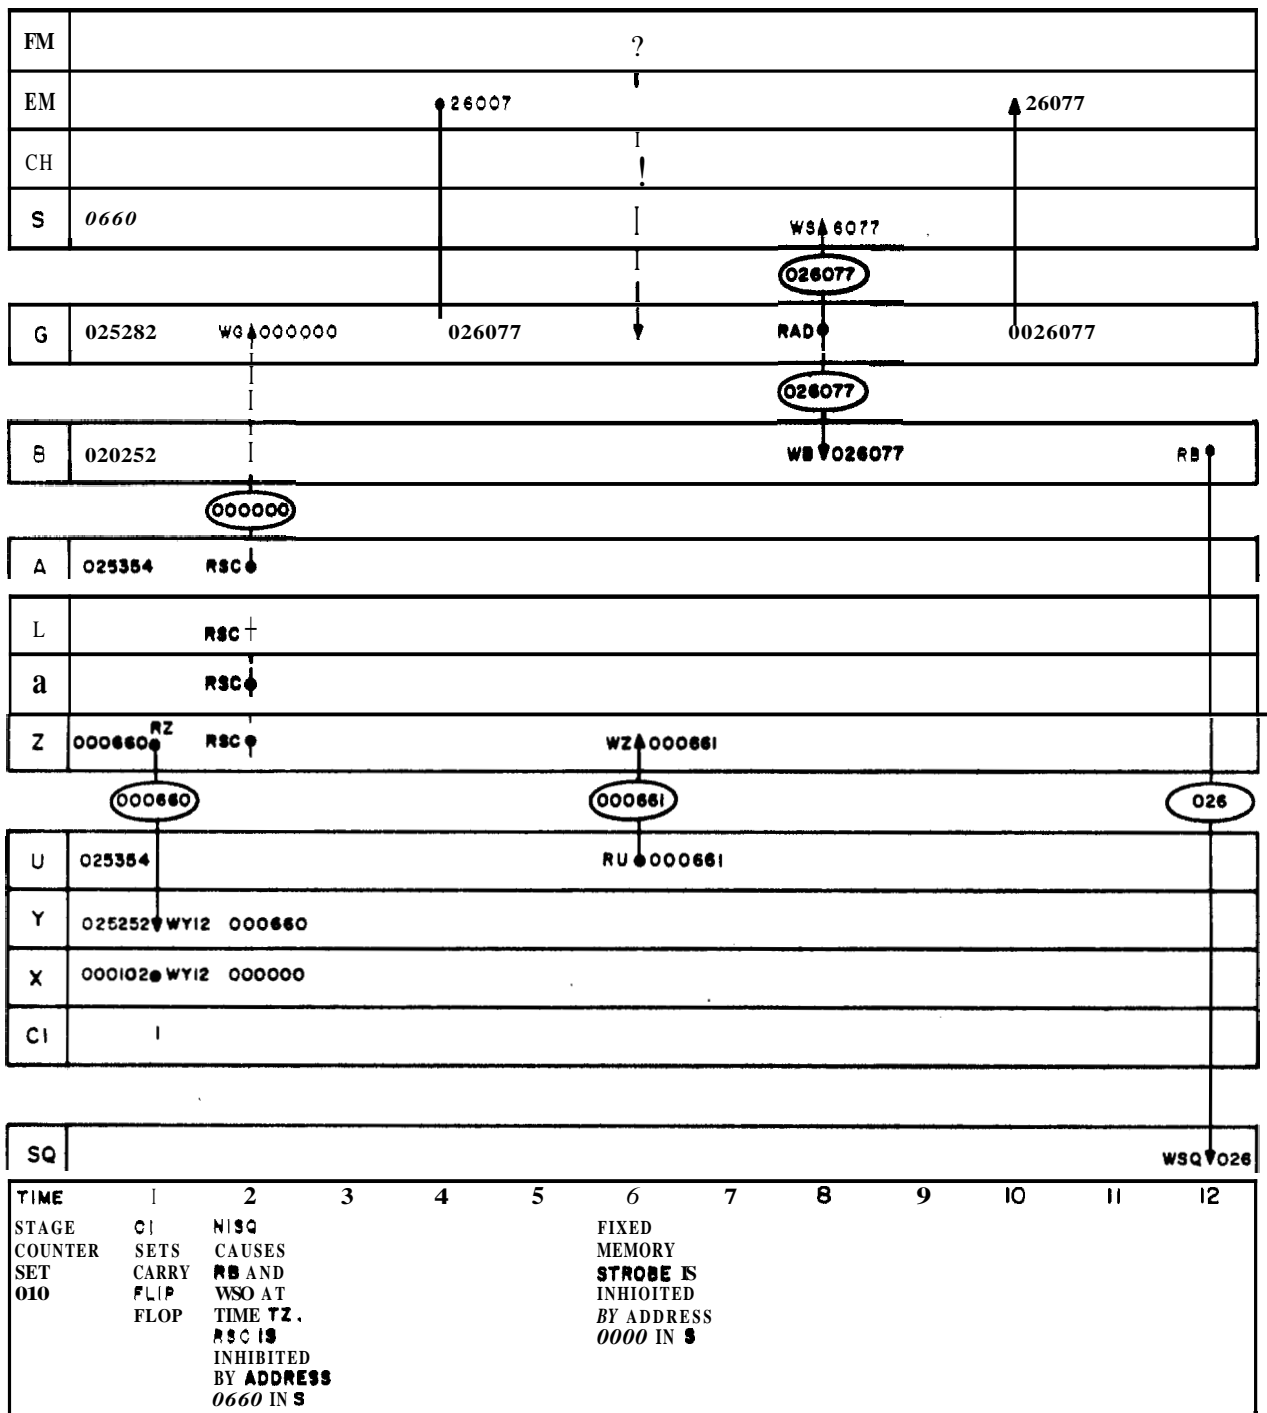 FM ?
EM 26007 26077
CH !
S 0660 WS 6077
026077
G 025282 WG 000000 026077 RAD 0026077
026077
B 020252 WB 026077 RB
000000
A 025354 RSC
L RSC
a RSC
Z 000660 RZ RSC WZ 000661
000660 000661 026
U 025354 RU 000661
Y 025252 WY12 000660
X 000102 WY12 000000
CI 1
SQ WSQ 026
TIME 1 2 3 4 5 6 7 8 9 10 11 12
STAGE CI NISQ FIXED
COUNTER SETS CAUSES MEMORY
SET CARRY RB AND STROBE IS
010 FLIP WSO AT INHIOITED
FLOP TIME TZ. BY ADDRESS
RSC IS 0000 IN S
INHIBITED
BY ADDRESS
0660 IN S